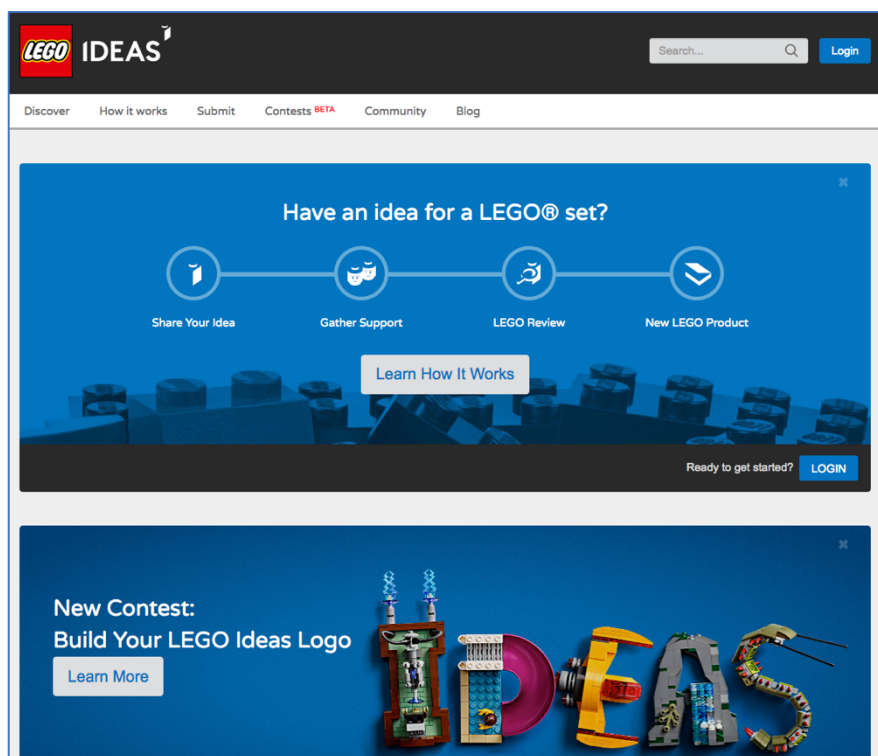 LEGO IDEAS
Search...
Login
Discover How it works Submit Contests BETA Community Blog
Have an idea for a LEGO® set?
Share Your Idea Gather Support LEGO Review New LEGO Product
Learn How It Works
Ready to get started? LOGIN
New Contest:
Build Your LEGO Ideas Logo
Learn More
IDEAS